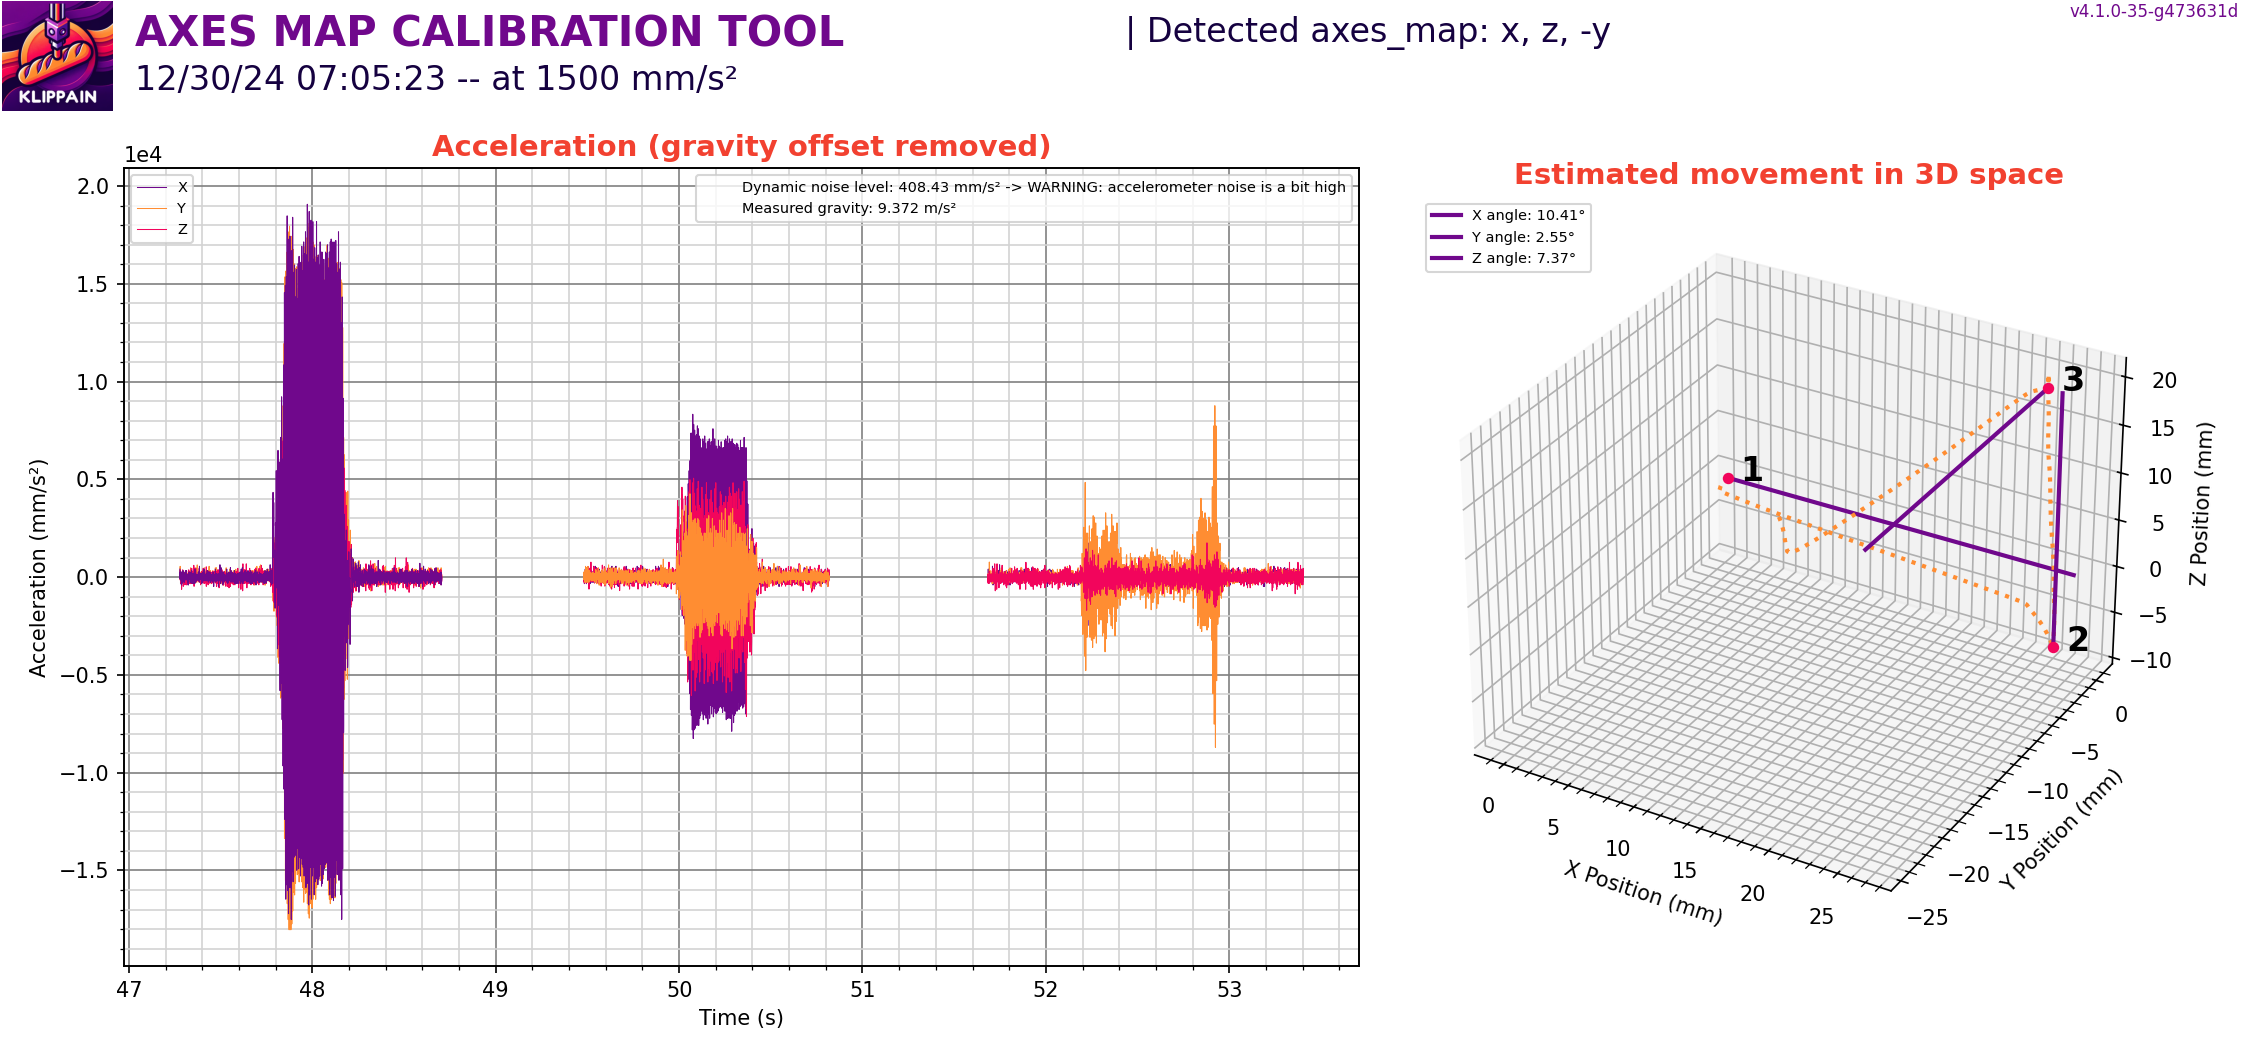 AXES MAP CALIBRATION TOOL
| Detected axes_map: x, z, -y
v4.1.0-35-g473631d
KLIPPAIN
12/30/24 07:05:23 -- at 1500 mm/s²
Acceleration (gravity offset removed)
1e4
X
Y
Z
Dynamic noise level: 408.43 mm/s² -> WARNING: accelerometer noise is a bit high
Measured gravity: 9.372 m/s²
2.0
1.5
1.0
0.5
0.0
−0.5
−1.0
−1.5
Acceleration (mm/s²)
47
48
49
50
51
52
53
Time (s)
Estimated movement in 3D space
X angle: 10.41°
Y angle: 2.55°
Z angle: 7.37°
1
3
2
20
15
10
5
0
−5
−10
Z Position (mm)
0
−5
−10
−15
−20
−25
Y Position (mm)
0
5
10
15
20
25
X Position (mm)